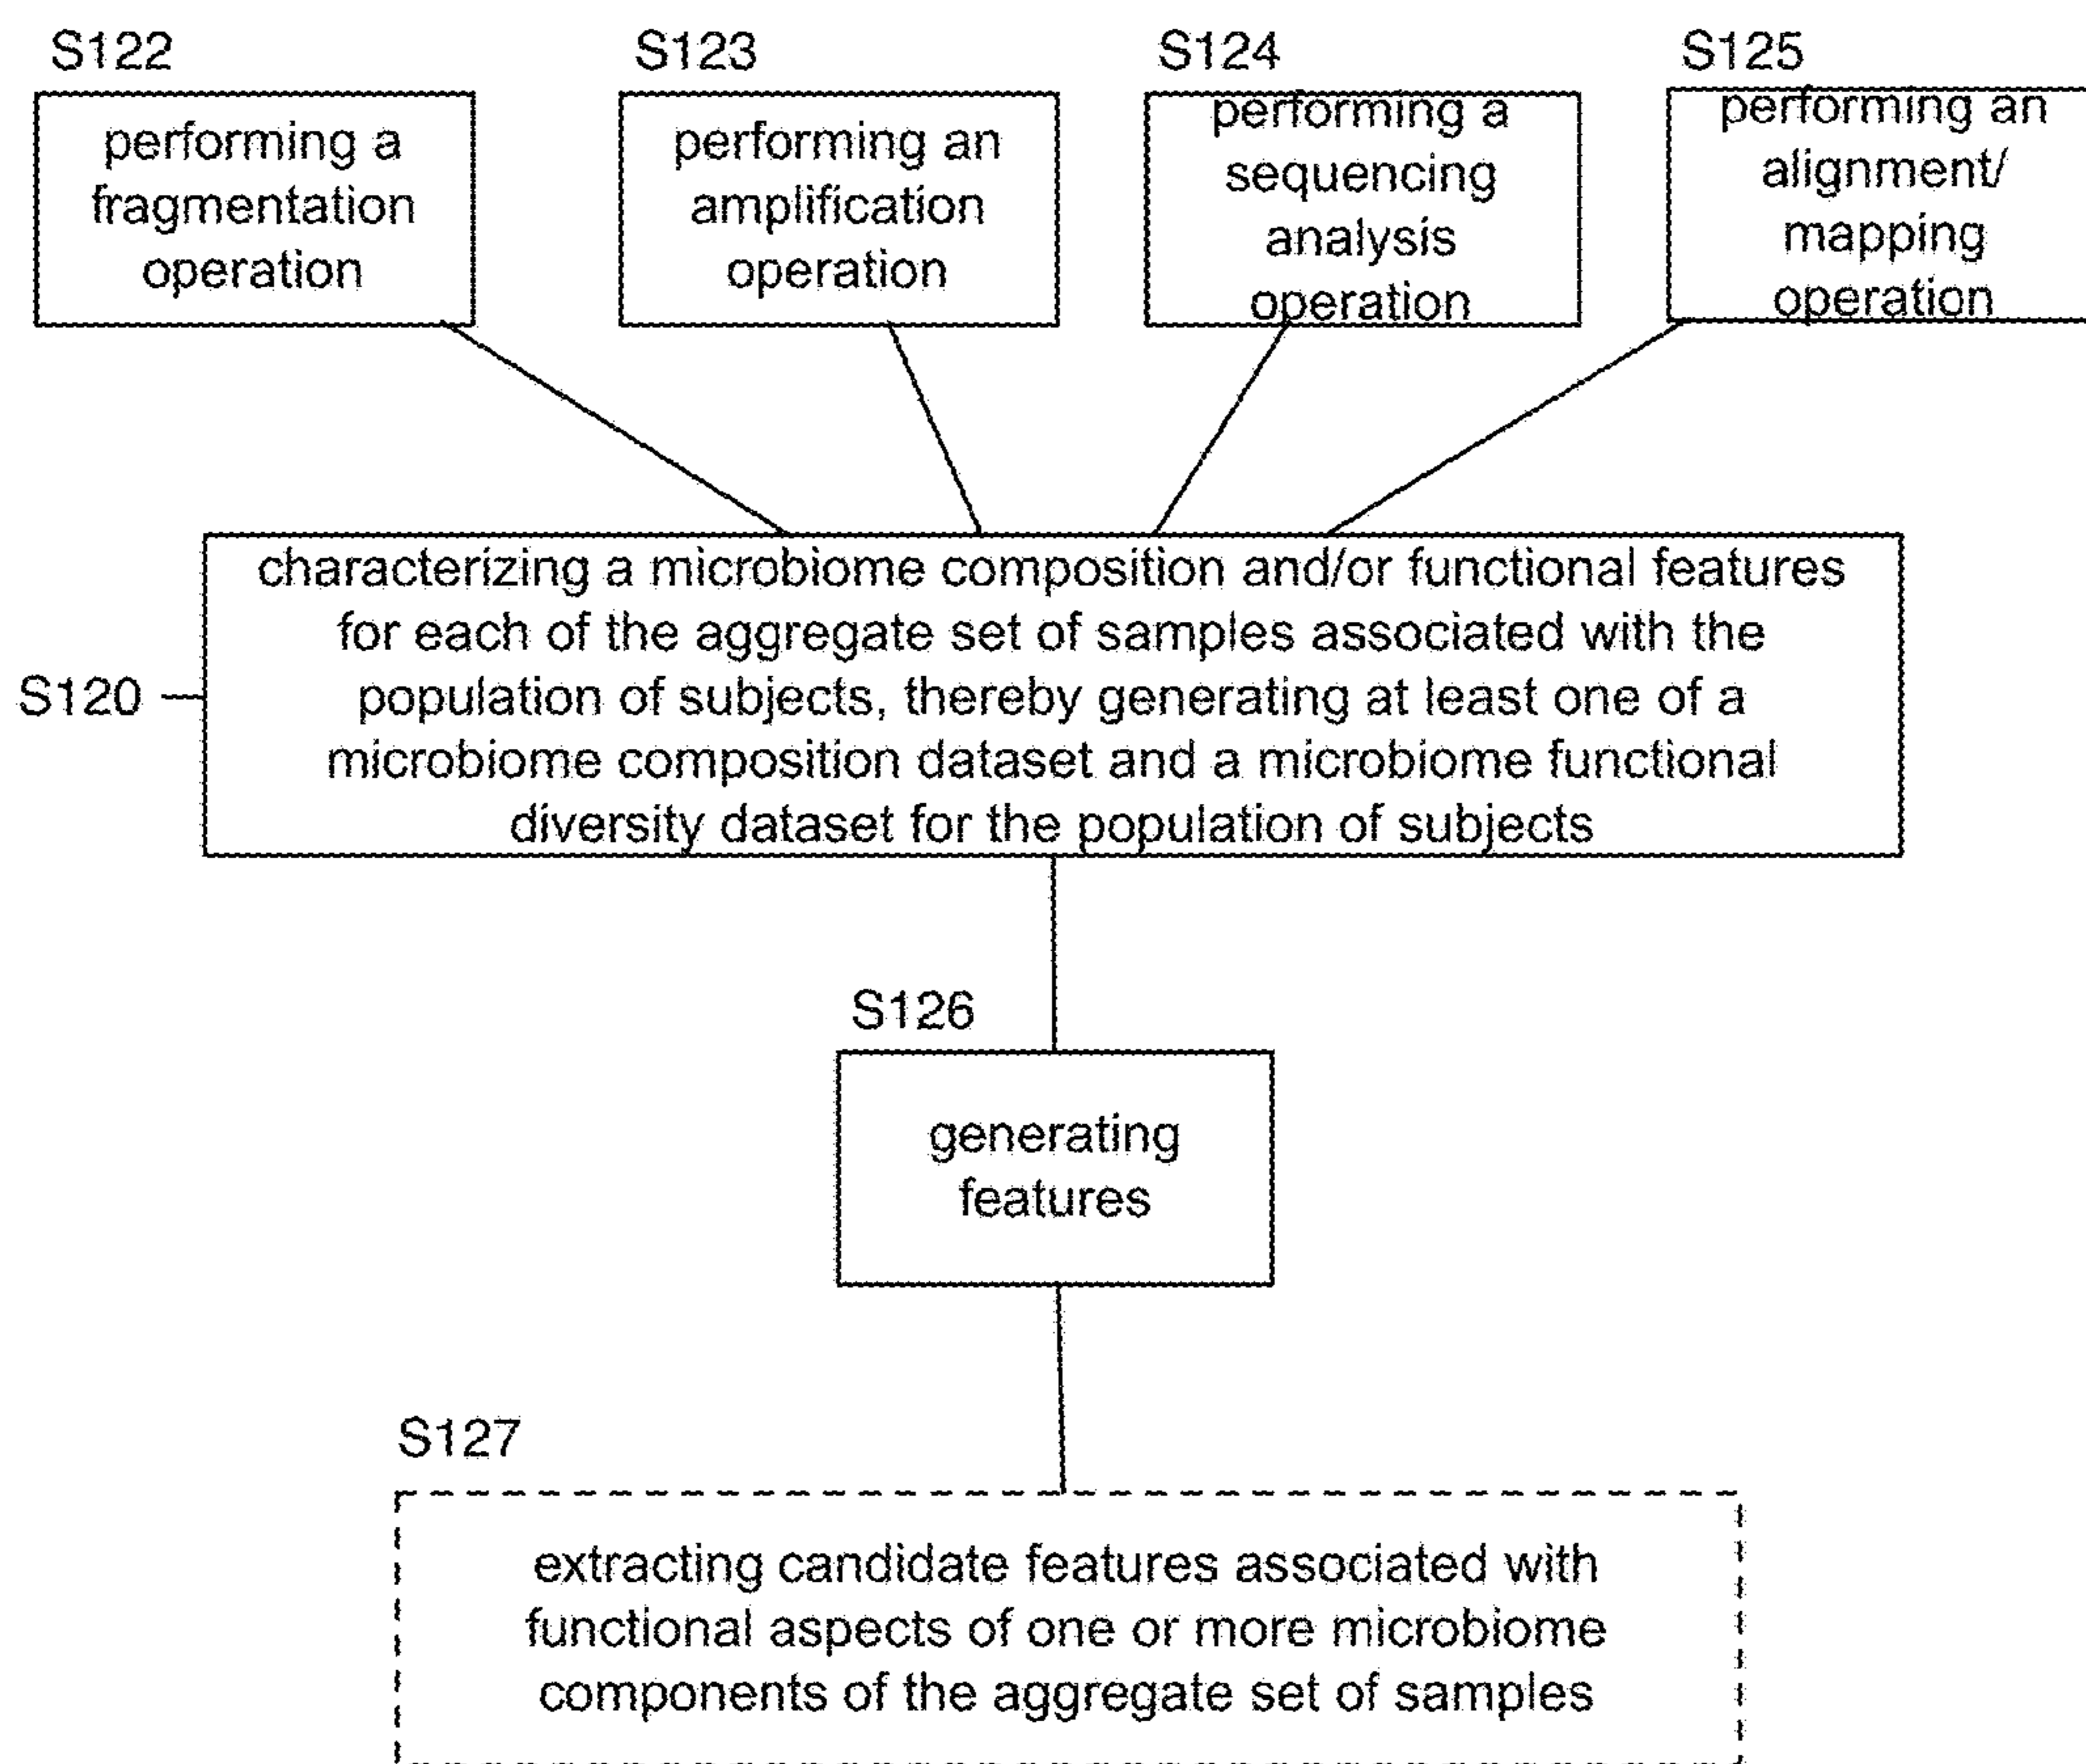 S122
performing a
fragmentation
operation
S123
performing an
amplification
operation
S124
performing a
sequencing
analysis
operation
S125
performing an
alignment/
mapping
operation
S120
characterizing a microbiome composition and/or functional features
for each of the aggregate set of samples associated with the
population of subjects, thereby generating at least one of a
microbiome composition dataset and a microbiome functional
diversity dataset for the population of subjects
S126
generating
features
S127
extracting candidate features associated with
functional aspects of one or more microbiome
components of the aggregate set of samples